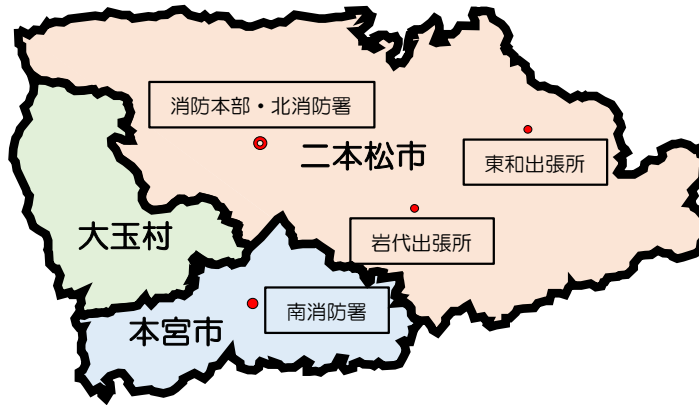 消防本部・北消防署
二本松市
東和出張所
大玉村
岩代出張所
南消防署
本宮市